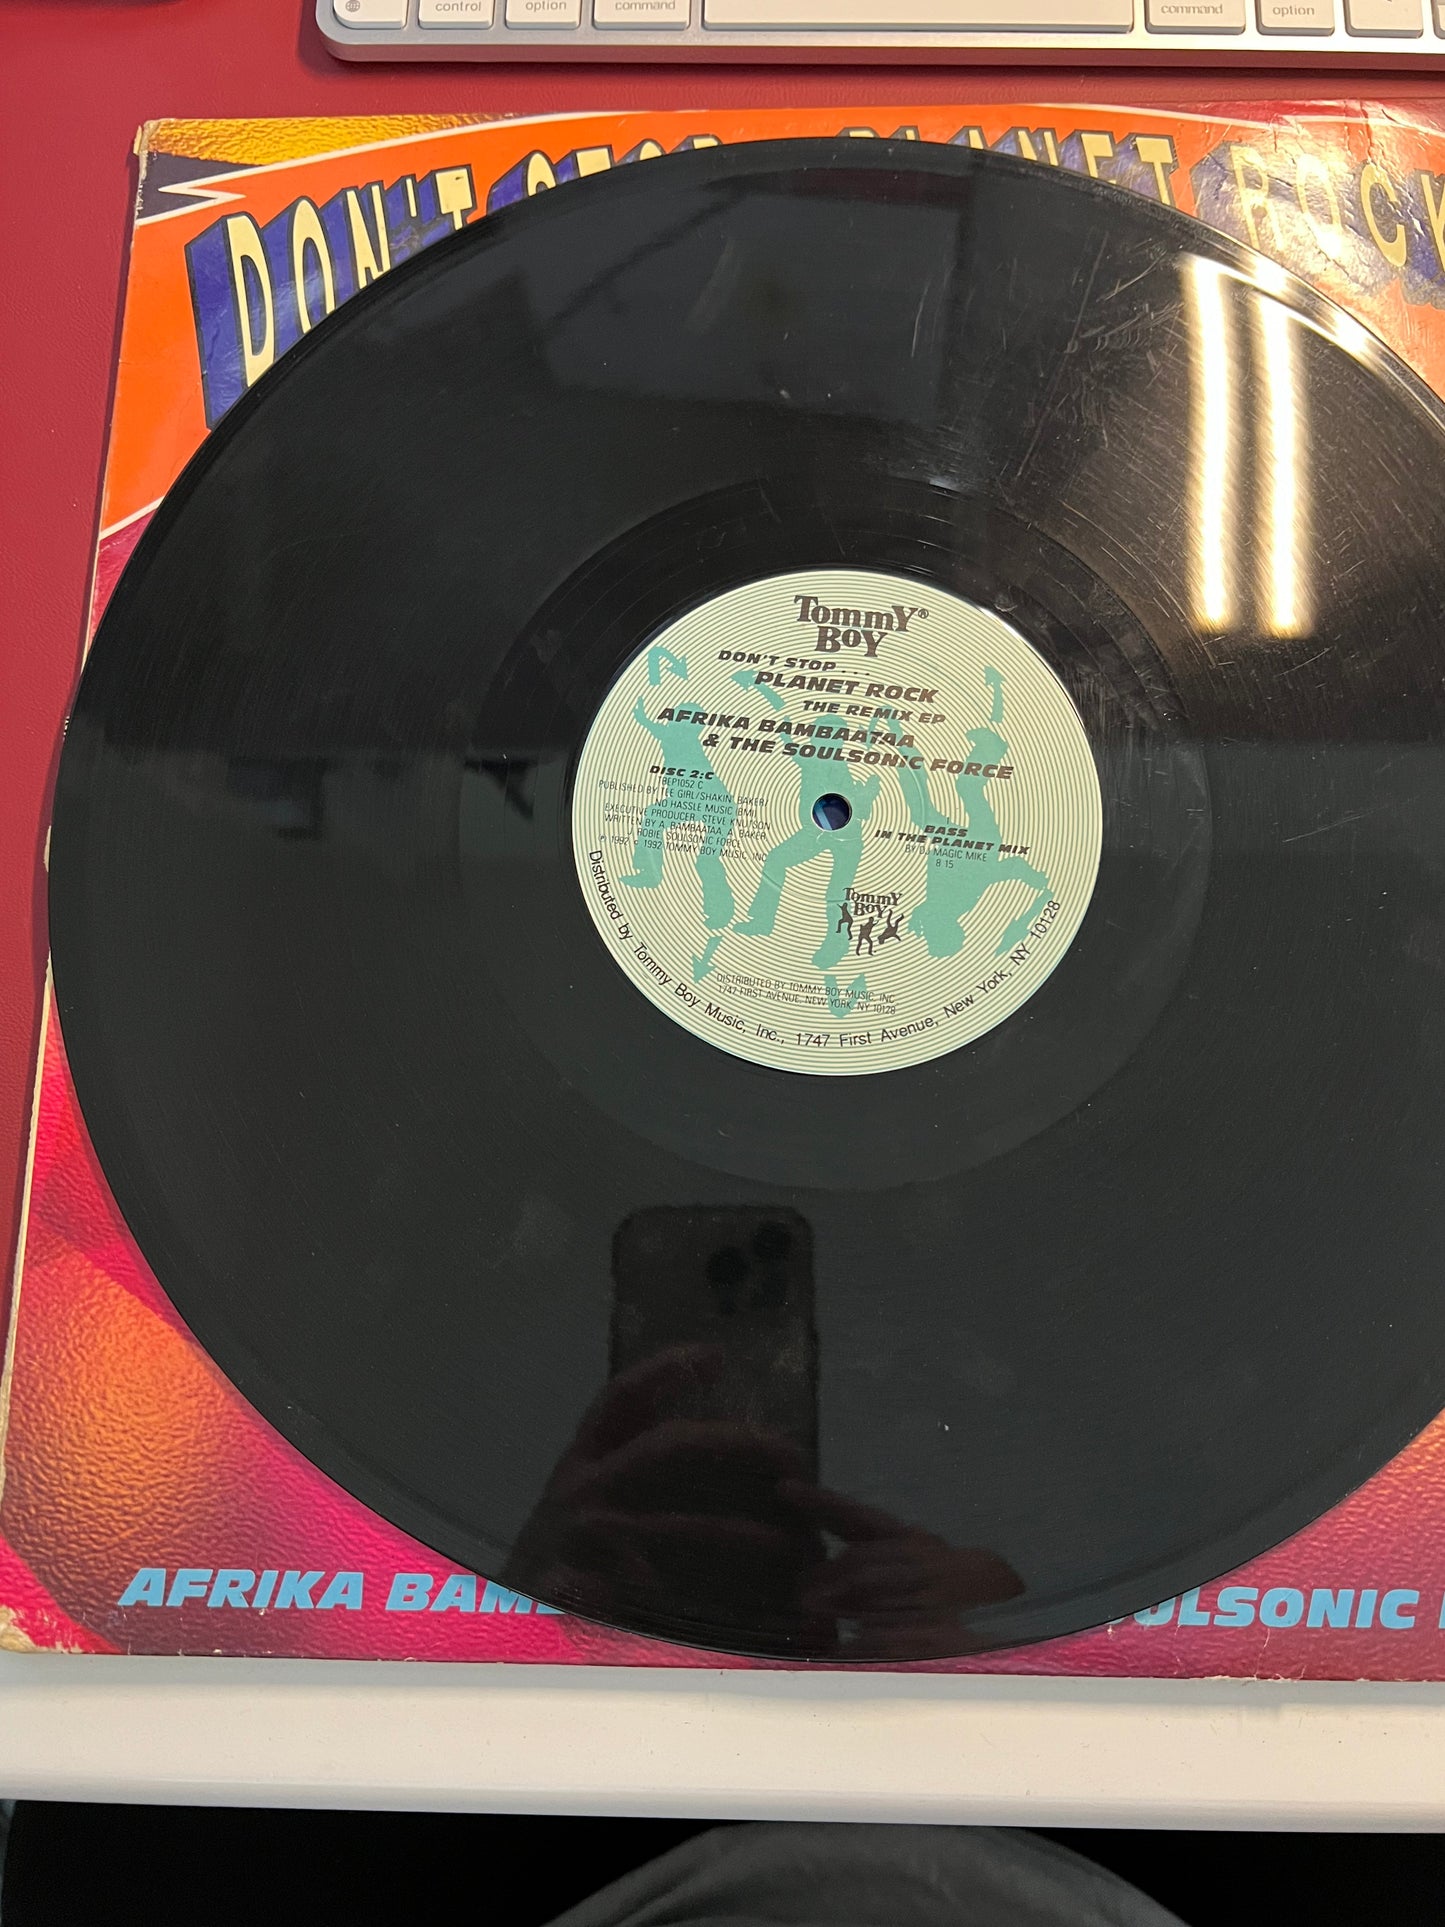 control
option
command
command
option
DON'T STOP PLANET ROCK
Tommy®
Boy
DON'T STOP . . .
PLANET ROCK
THE REMIX EP
AFRIKA BAMBAATAA
& THE SOULSONIC FORCE
DISC 2:C
TBEP1052 C
PUBLISHED BY TEE GIRL/SHAKIN' BAKER/
NO HASSLE MUSIC (BMI)
EXECUTIVE PRODUCER: STEVE KNUTSON
WRITTEN BY A. BAMBAATAA, A. BAKER,
J. ROBIE, SOULSONIC FORCE
℗ 1992 © 1992 TOMMY BOY MUSIC, INC.
BASS
IN THE PLANET MIX
BY DJ MAGIC MIKE
8:15
Tommy
Boy
DISTRIBUTED BY TOMMY BOY MUSIC, INC.,
1747 FIRST AVENUE, NEW YORK, NY 10128
Distributed by Tommy Boy Music, Inc., 1747 First Avenue, New York, NY 10128
AFRIKA BAM OULSONIC